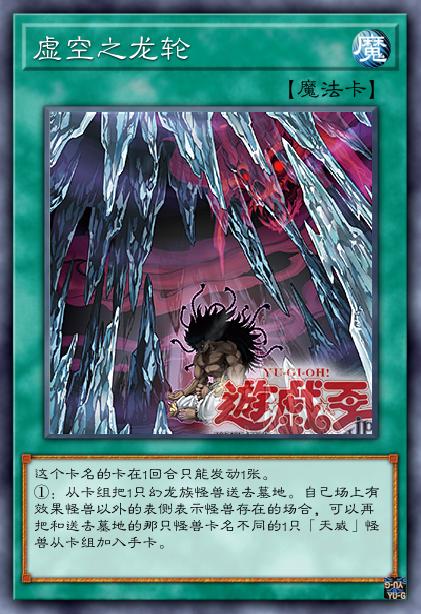 虚空之龙轮
魔
【魔法卡】
YU-GI-OH!
遊戯王
.jp
这个卡名的卡在1回合只能发动1张。
①：从卡组把1只幻龙族怪兽送去墓地。自己场上有
效果怪兽以外的表侧表示怪兽存在的场合，可以再
把和送去墓地的那只怪兽卡名不同的1只「天威」怪
兽从卡组加入手卡。